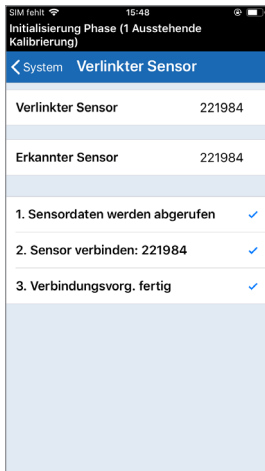 SIM fehlt 15:48
Initialisierung Phase (1 Ausstehende
Kalibrierung)
System Verlinkter Sensor
Verlinkter Sensor 221984
Erkannter Sensor 221984
1. Sensordaten werden abgerufen
2. Sensor verbinden: 221984
3. Verbindungsvorg. fertig